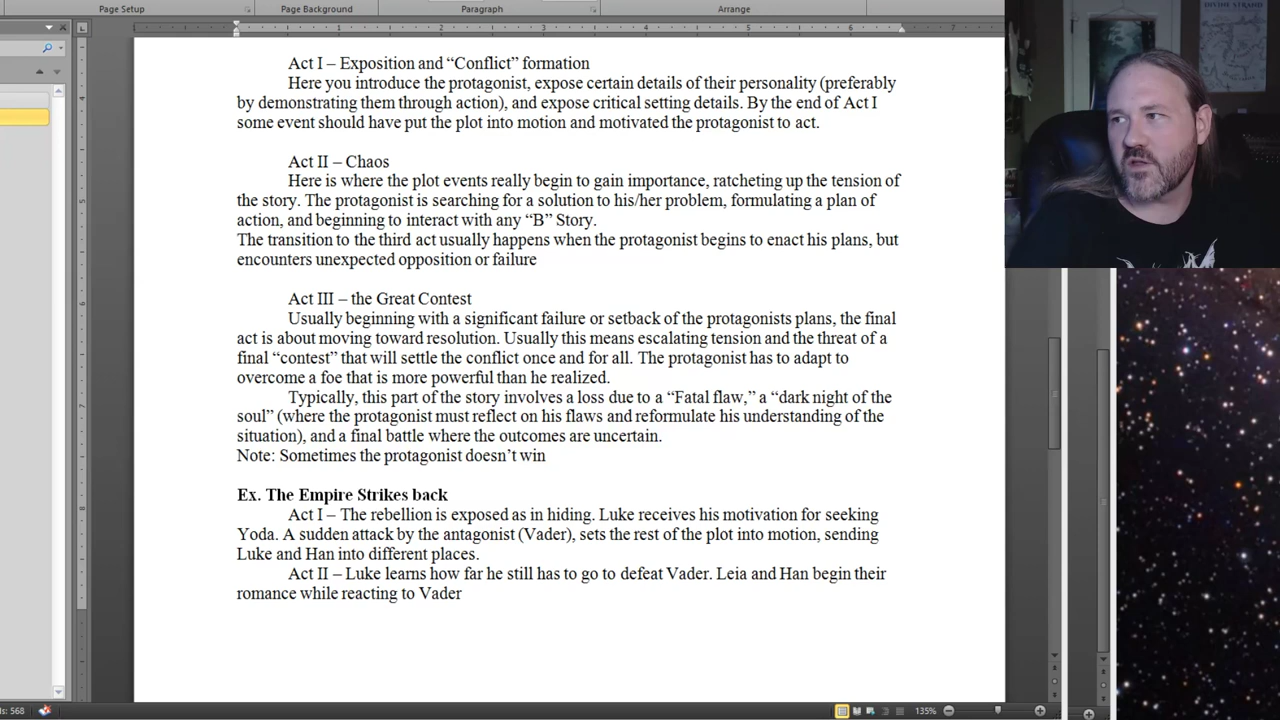 Page Setup
Page Background
Paragraph
Arrange
1 2 3 4 5 6 7
Act I – Exposition and “Conflict” formation
Here you introduce the protagonist, expose certain details of their personality (preferably
by demonstrating them through action), and expose critical setting details. By the end of Act I
some event should have put the plot into motion and motivated the protagonist to act.
Act II – Chaos
Here is where the plot events really begin to gain importance, ratcheting up the tension of
the story. The protagonist is searching for a solution to his/her problem, formulating a plan of
action, and beginning to interact with any “B” Story.
The transition to the third act usually happens when the protagonist begins to enact his plans, but
encounters unexpected opposition or failure
Act III – the Great Contest
Usually beginning with a significant failure or setback of the protagonists plans, the final
act is about moving toward resolution. Usually this means escalating tension and the threat of a
final “contest” that will settle the conflict once and for all. The protagonist has to adapt to
overcome a foe that is more powerful than he realized.
Typically, this part of the story involves a loss due to a “Fatal flaw,” a “dark night of the
soul” (where the protagonist must reflect on his flaws and reformulate his understanding of the
situation), and a final battle where the outcomes are uncertain.
Note: Sometimes the protagonist doesn’t win
Ex. The Empire Strikes back
Act I – The rebellion is exposed as in hiding. Luke receives his motivation for seeking
Yoda. A sudden attack by the antagonist (Vader), sets the rest of the plot into motion, sending
Luke and Han into different places.
Act II – Luke learns how far he still has to go to defeat Vader. Leia and Han begin their
romance while reacting to Vader
ds: 568
135%